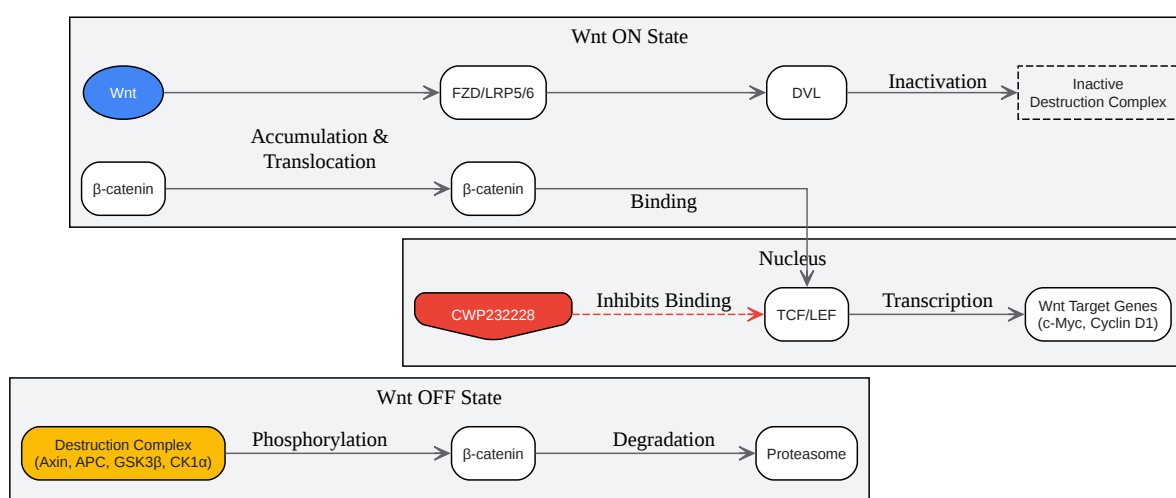 Wnt ON State
Wnt
FZD/LRP5/6
DVL
Inactivation
Inactive
Destruction Complex
Accumulation &
Translocation
β-catenin
β-catenin
Binding
Nucleus
CWP232228
Inhibits Binding
TCF/LEF
Transcription
Wnt Target Genes
(c-Myc, Cyclin D1)
Wnt OFF State
Destruction Complex
(Axin, APC, GSK3β, CK1α)
Phosphorylation
β-catenin
Degradation
Proteasome